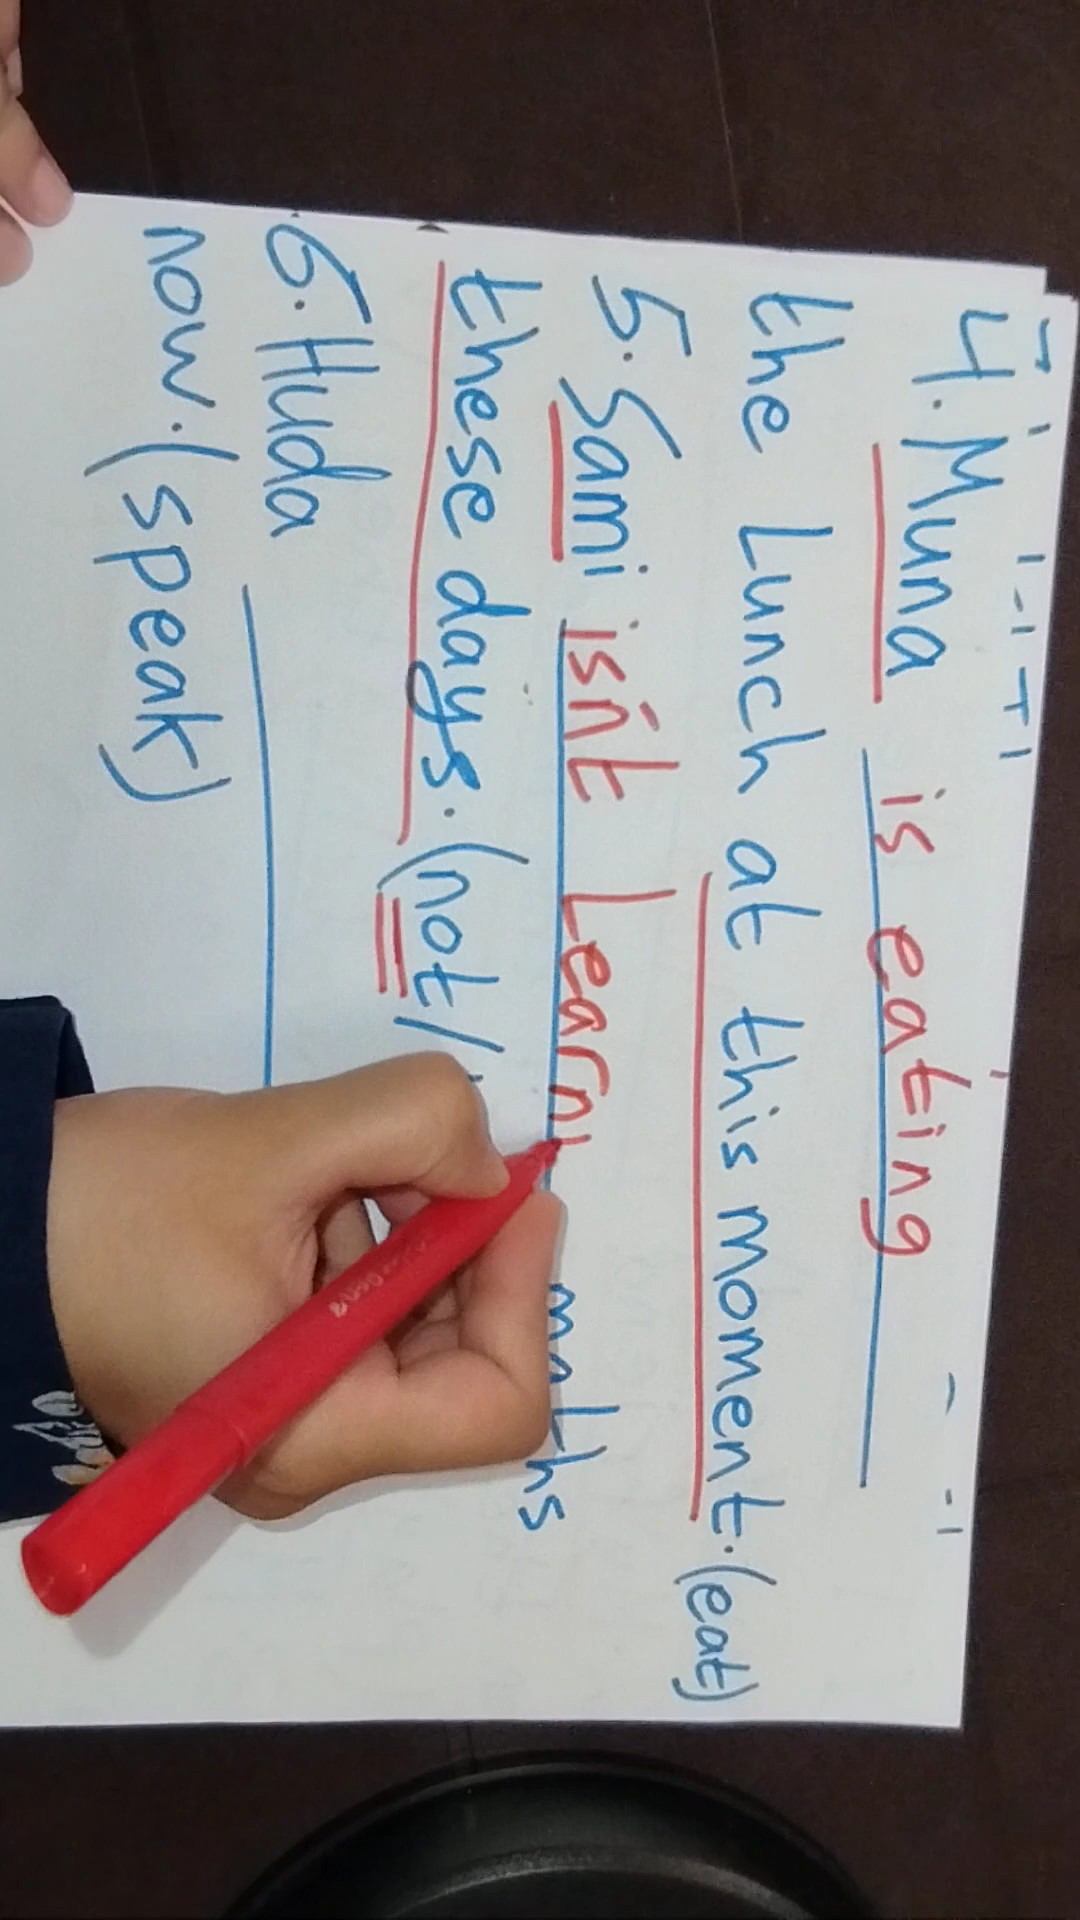 4. Muna is eating
the Lunch at this moment. (eat)
5. Sami isn't Learni maths
these days. (not/
6. Huda
now. (speak)